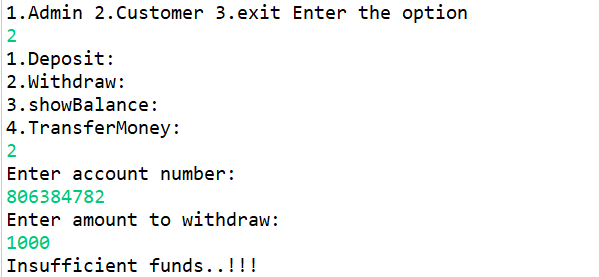 1.Admin 2.Customer 3.exit Enter the option
2
1.Deposit:
2.Withdraw:
3.showBalance:
4.TransferMoney:
2
Enter account number:
806384782
Enter amount to withdraw:
1000
Insufficient funds..!!!